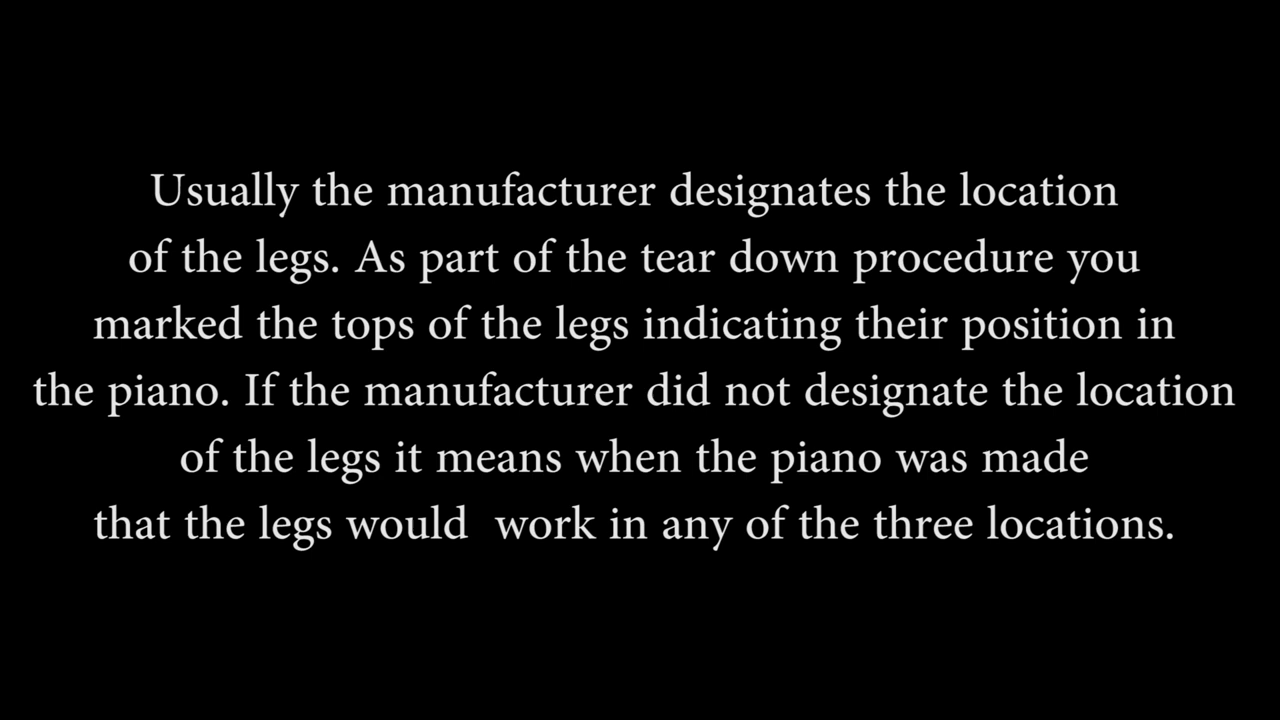 Usually the manufacturer designates the location
of the legs. As part of the tear down procedure you
marked the tops of the legs indicating their position in
the piano. If the manufacturer did not designate the location
of the legs it means when the piano was made
that the legs would  work in any of the three locations.